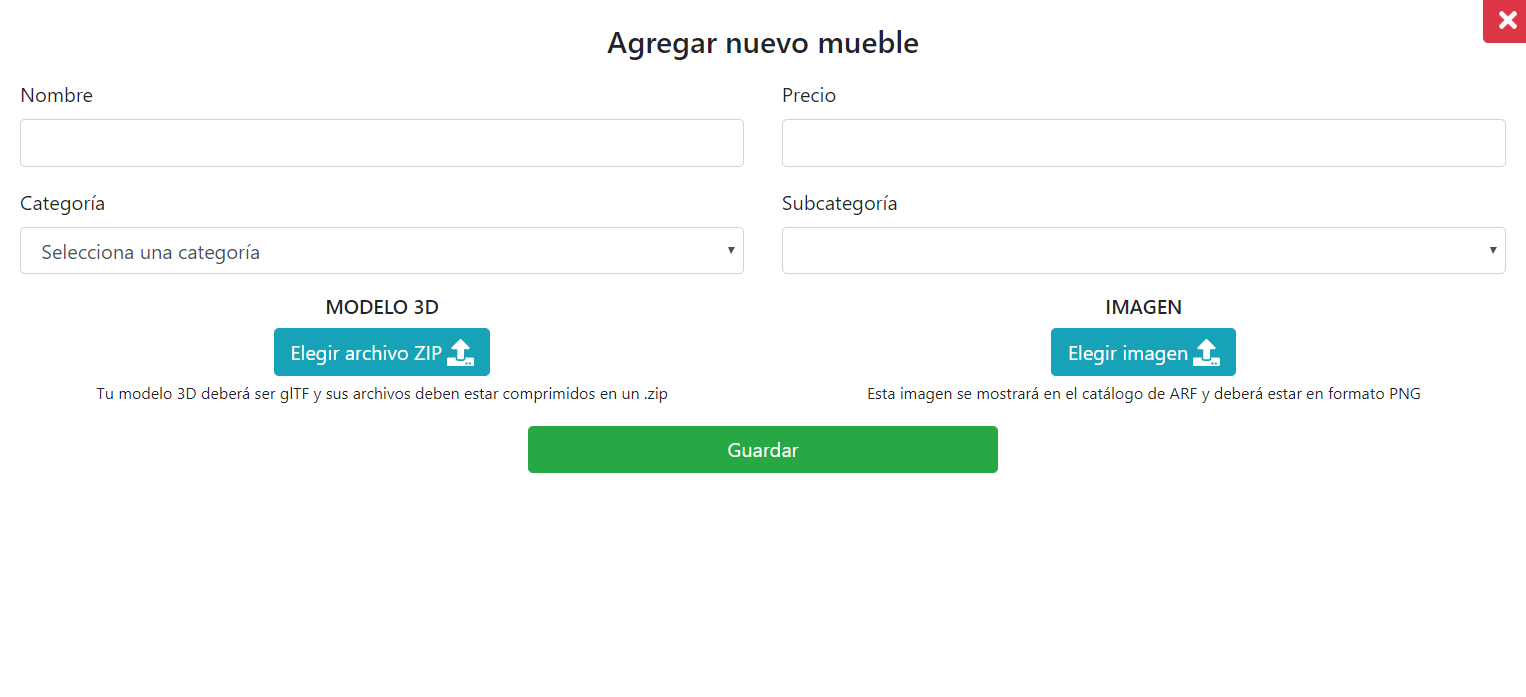 Agregar nuevo mueble
Nombre
Precio
Categoría
Subcategoría
Selecciona una categoría
MODELO 3D
IMAGEN
Elegir archivo ZIP
Elegir imagen
Tu modelo 3D deberá ser glTF y sus archivos deben estar comprimidos en un .zip
Esta imagen se mostrará en el catálogo de ARF y deberá estar en formato PNG
Guardar